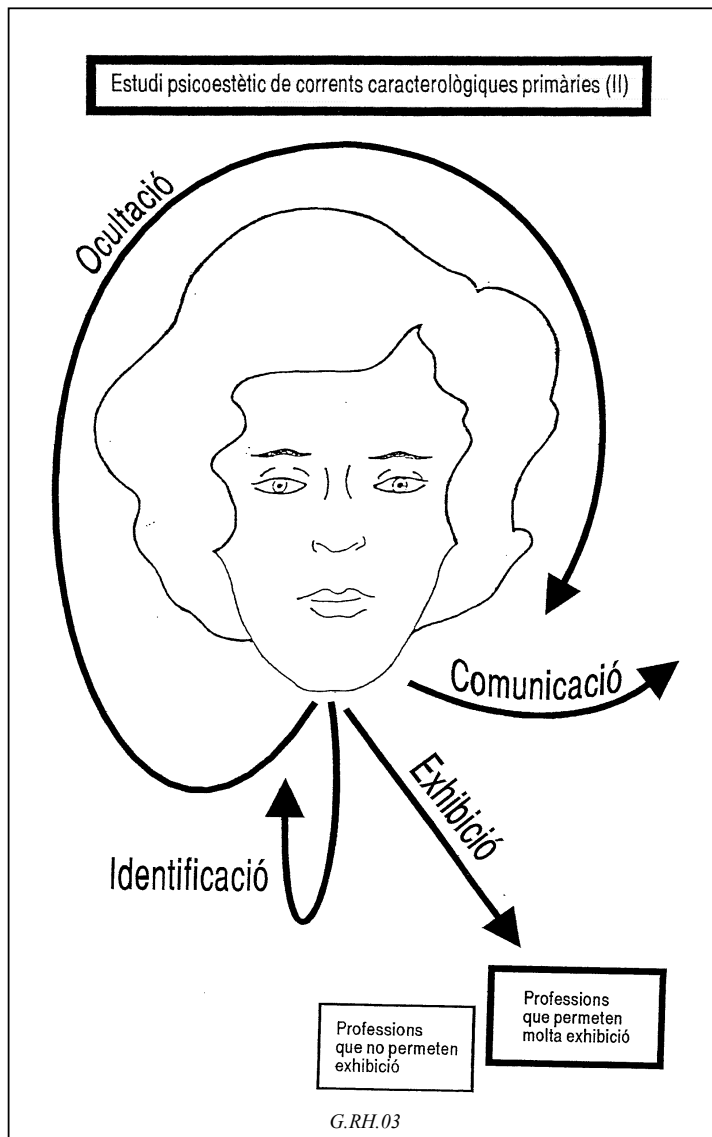 Estudi psicoestètic de corrents caracterològiques primàries (II)
Ocultació
Comunicació
Exhibició
Identificació
Professions
que permeten
molta exhibició
Professions
que no permeten
exhibició
G.RH.03